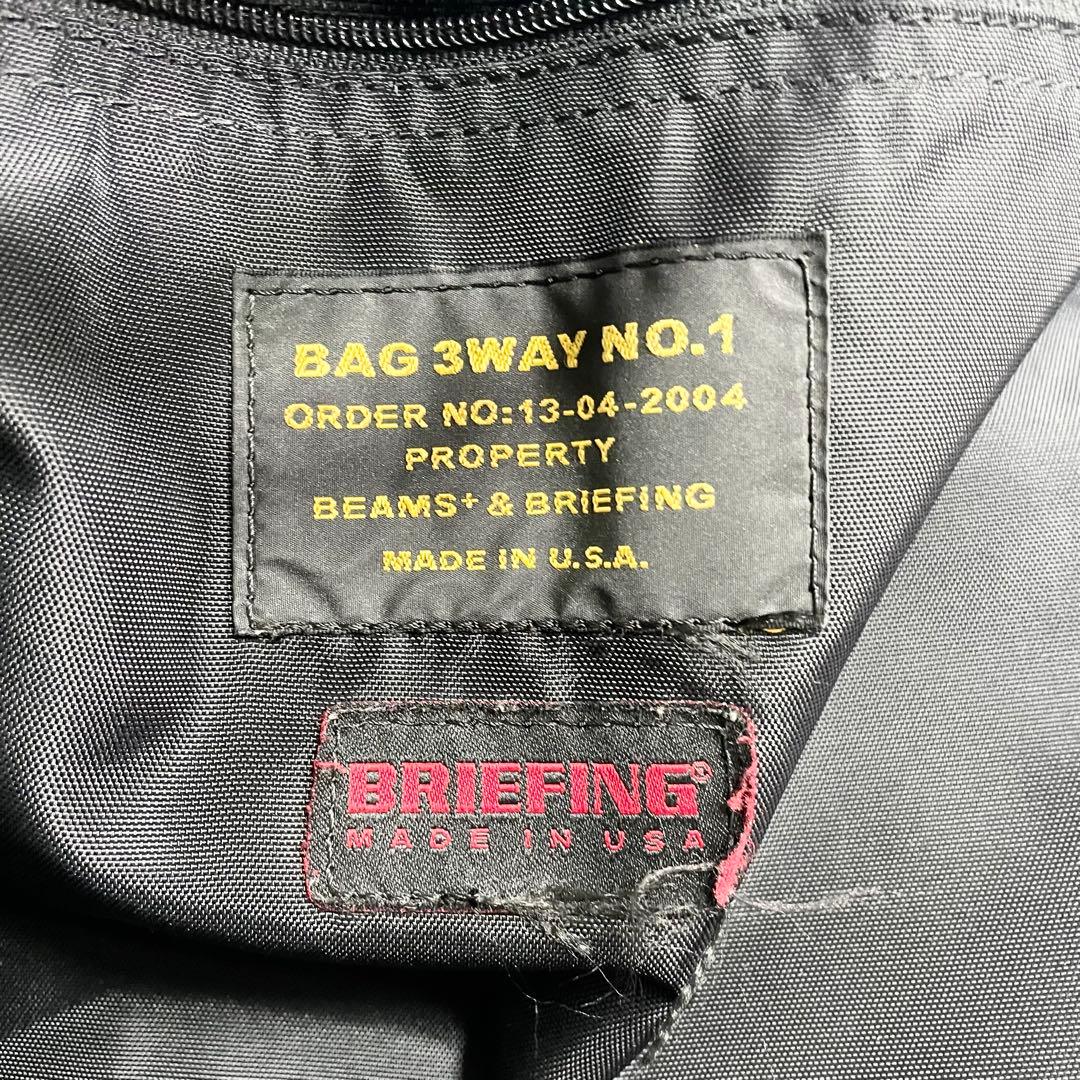 BAG 3WAY NO.1
ORDER NO:13-04-2004
PROPERTY
BEAMS+ & BRIEFING
MADE IN U.S.A.
BRIEFING®
MADE IN USA